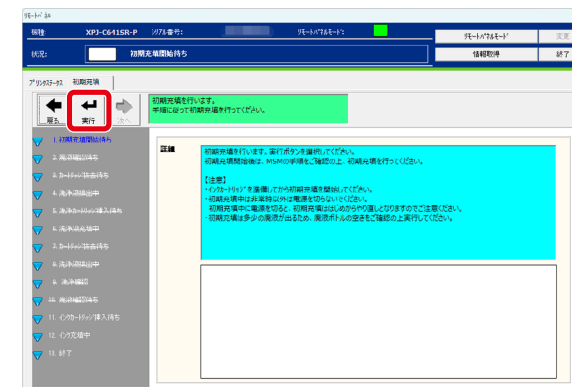 リモートパネル
機種: XPJ-C641SR-P シリアル番号: リモートパネルモード:
リモートパネルモード 変更
状況: 初期充填開始待ち
情報取得 終了
プリンタステータス 初期充填
戻る 実行 次へ
初期充填を行います。
手順に従って初期充填を行ってください。
1. 初期充填開始待ち
2. 廃液確認待ち
3. カートリッジ抜去待ち
4. 洗浄液排出中
5. 洗浄カートリッジ挿入待ち
6. 洗浄液充填中
7. カートリッジ抜去待ち
8. 洗浄液排出中
9. 洗浄確認
10. 廃液確認待ち
11. インクカートリッジ挿入待ち
12. インク充填中
13. 終了
詳細
初期充填を行います。実行ボタンを選択してください。
初期充填開始後は、MSMの手順をご確認の上、初期充填を行ってください。
【注意】
・インクカートリッジを準備してから初期充填を開始してください。
・初期充填中は非常時以外は電源を切らないでください。
初期充填中に電源を切ると、初期充填ははじめからやり直しとなりますのでご注意ください。
・初期充填は多少の廃液が出るため、廃液ボトルの空きをご確認の上実行してください。